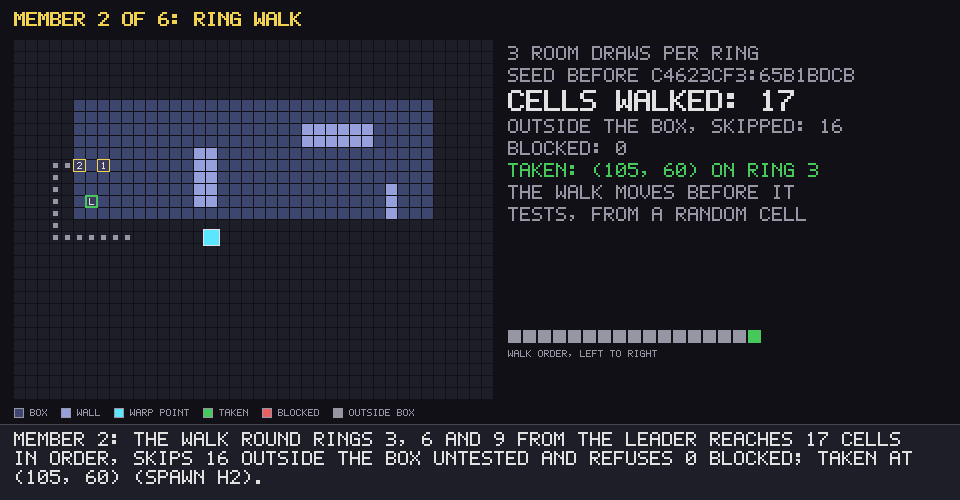 MEMBER 2 OF 6: RING WALK
3 ROOM DRAWS PER RING
SEED BEFORE C4623CF3:65B1BDCB
CELLS WALKED: 17
OUTSIDE THE BOX, SKIPPED: 16
BLOCKED: 0
TAKEN: (105, 60) ON RING 3
THE WALK MOVES BEFORE IT
TESTS, FROM A RANDOM CELL
2 1
L
WALK ORDER, LEFT TO RIGHT
BOX WALL WARP POINT TAKEN BLOCKED OUTSIDE BOX
MEMBER 2: THE WALK ROUND RINGS 3, 6 AND 9 FROM THE LEADER REACHES 17 CELLS
IN ORDER, SKIPS 16 OUTSIDE THE BOX UNTESTED AND REFUSES 0 BLOCKED; TAKEN AT
(105, 60) (SPAWN H2).